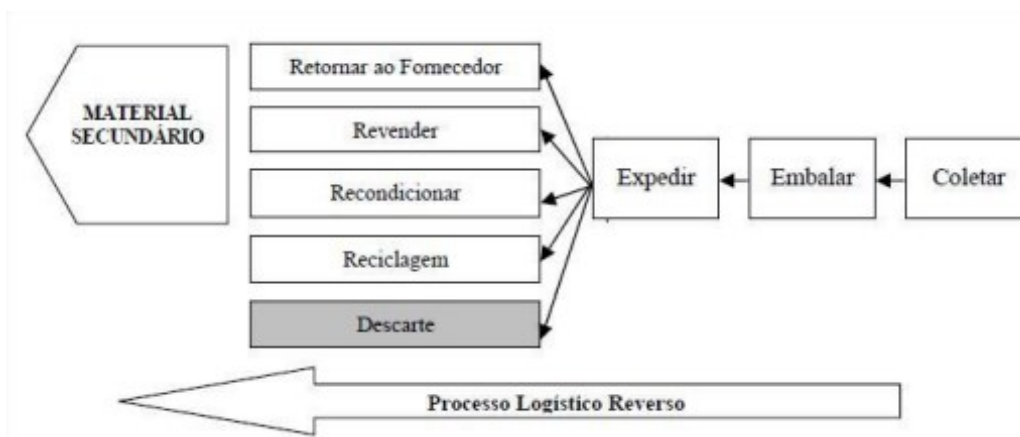 Retornar ao Fornecedor
MATERIAL
SECUNDÁRIO
Revender
Recondicionar
Expedir
Embalar
Coletar
Reciclagem
Descarte
Processo Logístico Reverso